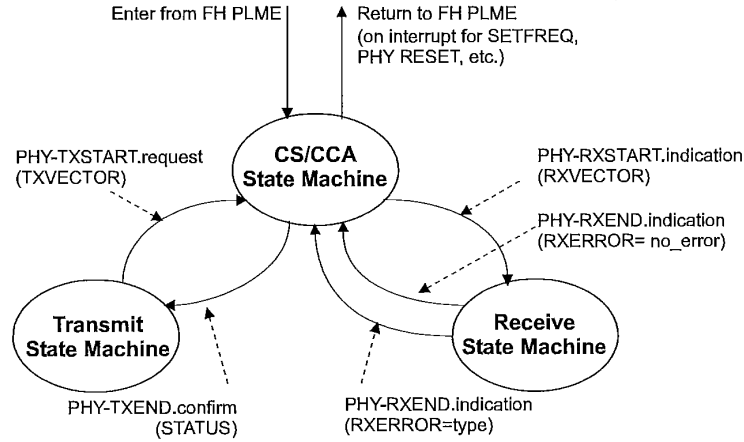 Enter from FH PLME
Return to FH PLME
(on interrupt for SETFREQ,
PHY RESET, etc.)
CS/CCA
State Machine
PHY-TXSTART.request
(TXVECTOR)
PHY-RXSTART.indication
(RXVECTOR)
PHY-RXEND.indication
(RXERROR= no_error)
Transmit
State Machine
Receive
State Machine
PHY-TXEND.confirm
(STATUS)
PHY-RXEND.indication
(RXERROR=type)